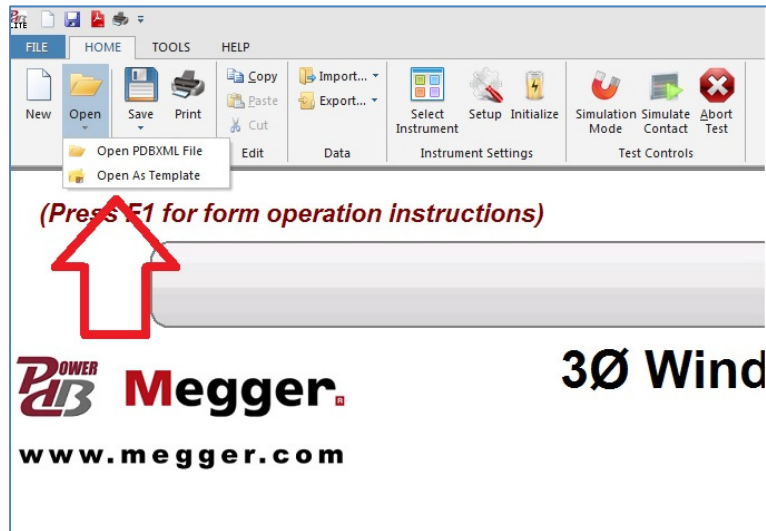 LITE
FILE HOME TOOLS HELP
New Open Save Print
Copy
Paste
Cut
Import...
Export...
Select Instrument
Setup Initialize
Simulation Mode
Simulate Contact
Abort Test
Edit Data Instrument Settings Test Controls
Open PDBXML File
Open As Template
(Press F1 for form operation instructions)
POWER DB Megger.
3Ø Wind
www.megger.com